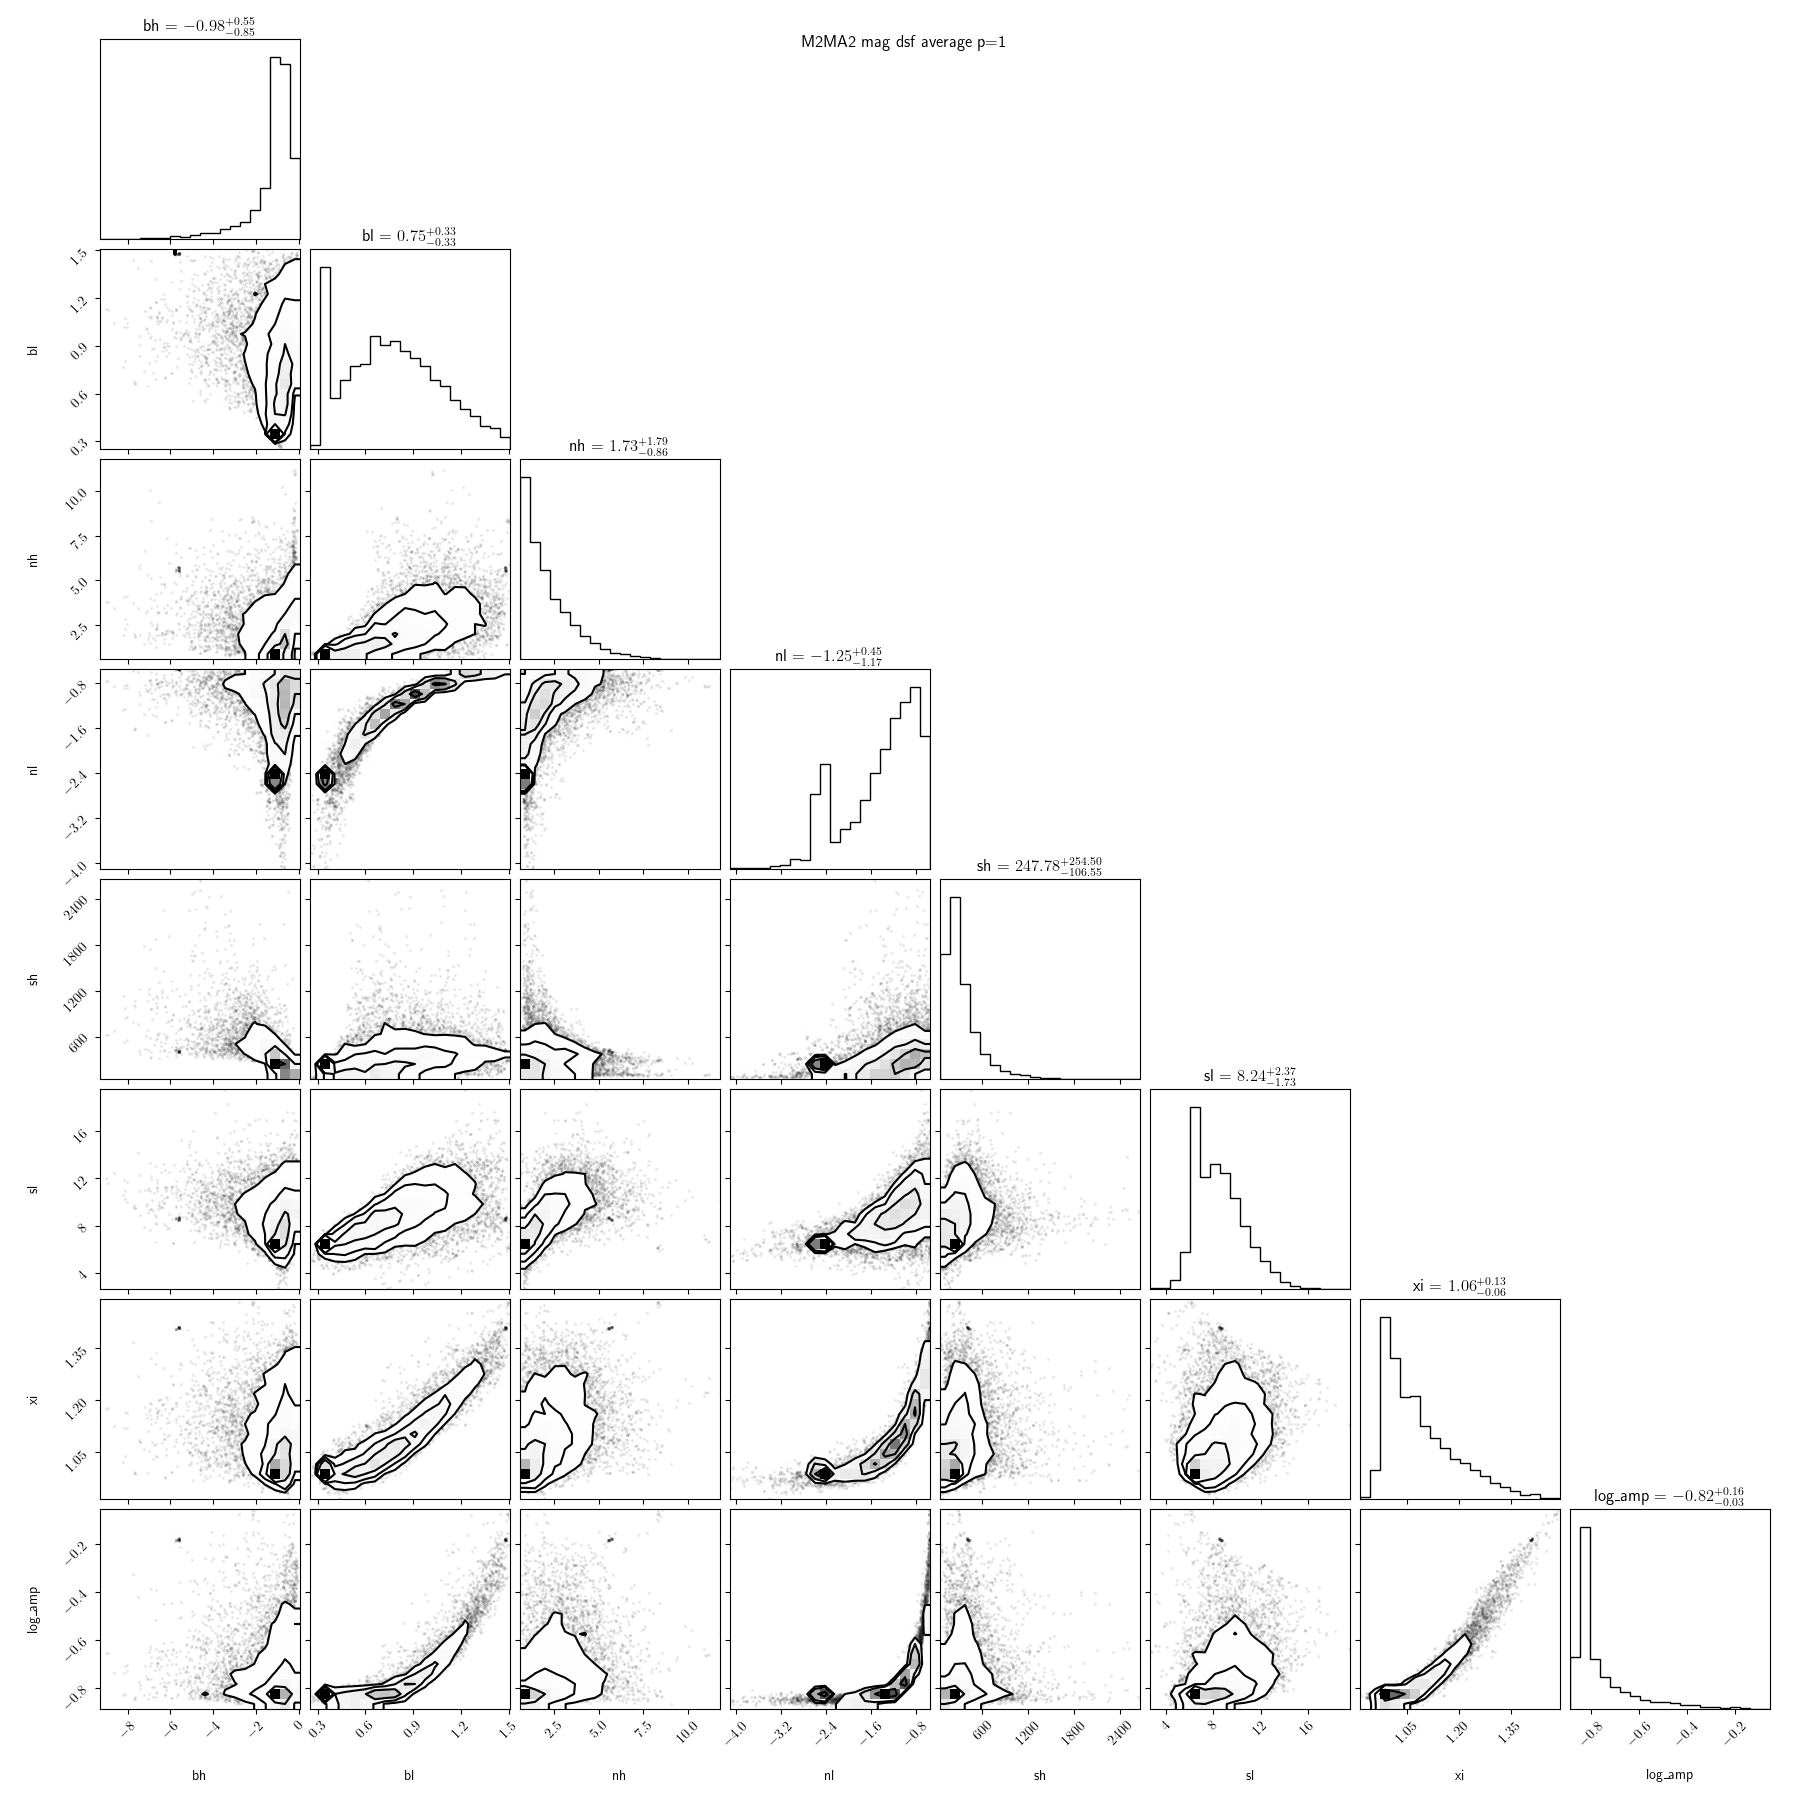 M2MA2 mag dsf average p=1
bh = −0.98 +0.55 −0.85
bl = 0.75 +0.33 −0.33
1.5
1.2
0.9
0.6
0.3
bl
nh = 1.73 +1.79 −0.86
10.0
7.5
5.0
2.5
nh
nl = −1.25 +0.45 −1.17
−0.8
−1.6
−2.4
−3.2
−4.0
nl
sh = 247.78 +254.50 −106.55
2400
1800
1200
600
sh
sl = 8.24 +2.37 −1.73
16
12
8
4
sl
xi = 1.06 +0.13 −0.06
1.35
1.20
1.05
xi
log_amp = −0.82 +0.16 −0.03
−0.2
−0.4
−0.6
−0.8
log_amp
−8 −6 −4 −2 0 0.3 0.6 0.9 1.2 1.5 2.5 5.0 7.5 10.0 −4.0 −3.2 −2.4 −1.6 −0.8 600 1200 1800 2400 4 8 12 16 1.05 1.20 1.35 −0.8 −0.6 −0.4 −0.2
bh bl nh nl sh sl xi log_amp